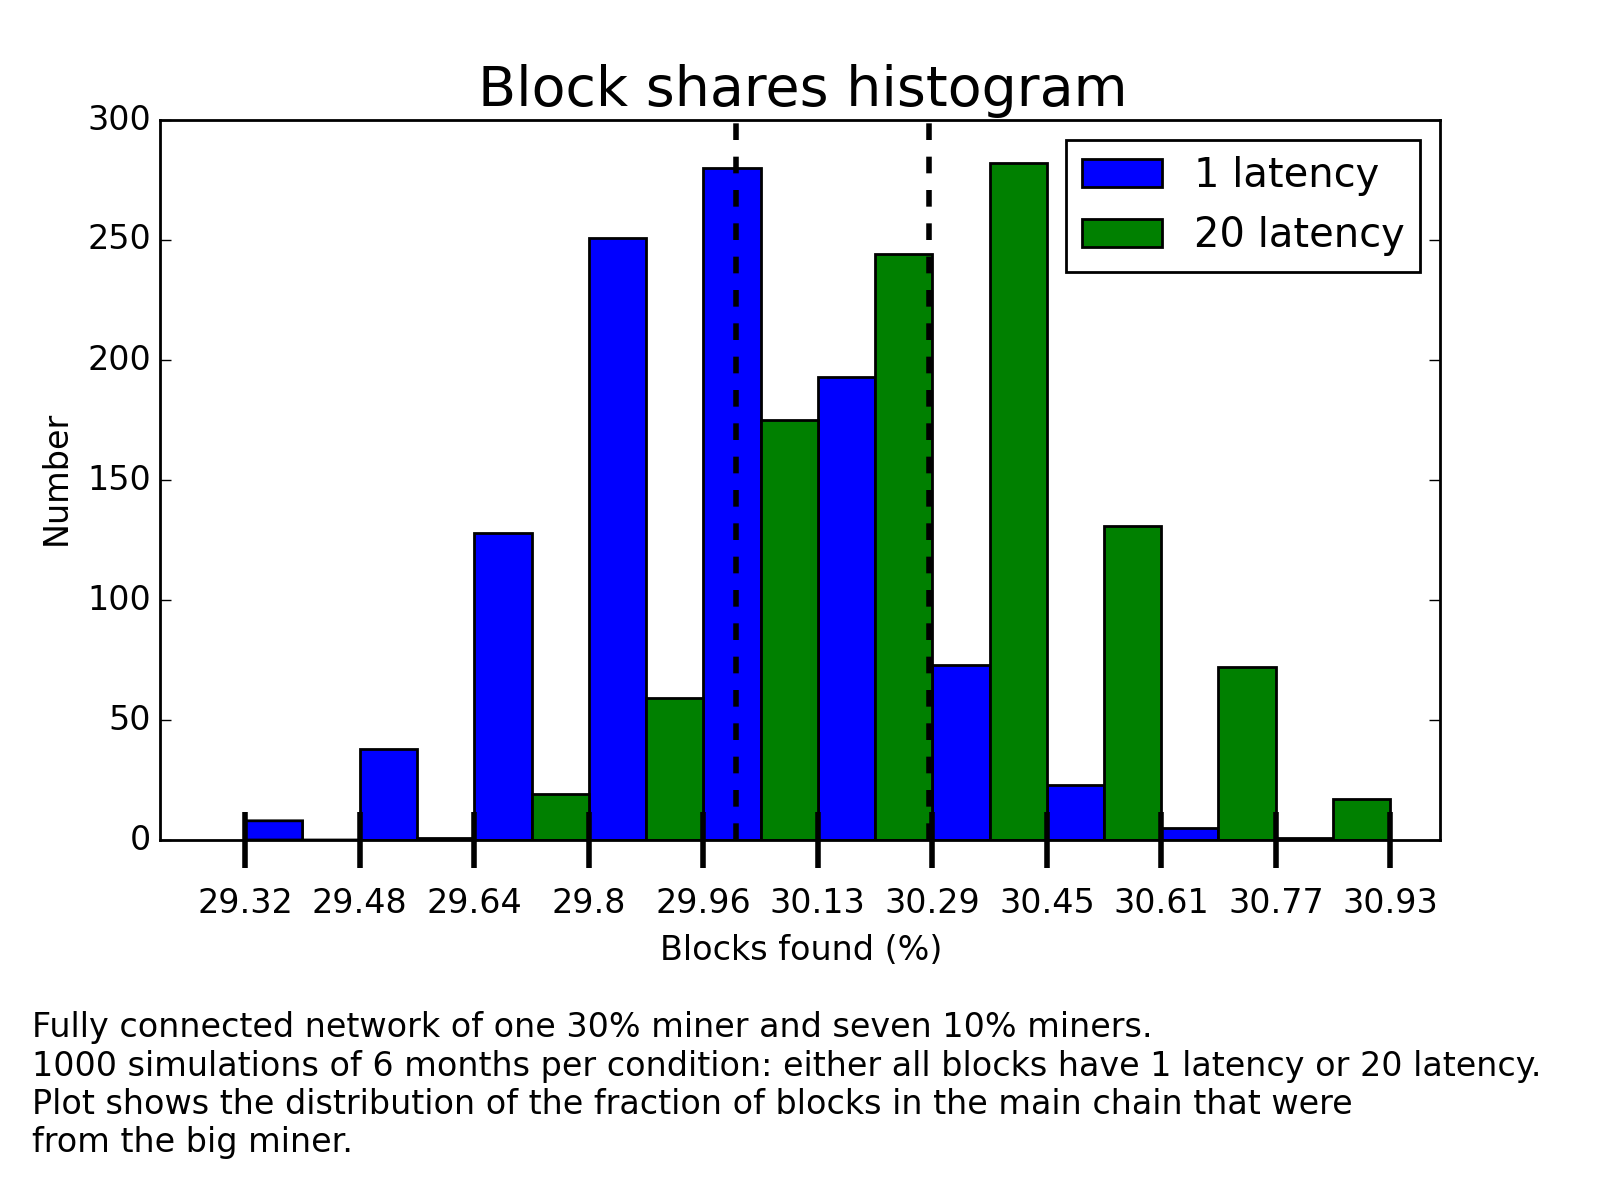 Block shares histogram
300
250
200
150
100
50
0
Number
1 latency
20 latency
29.32 29.48 29.64 29.8 29.96 30.13 30.29 30.45 30.61 30.77 30.93
Blocks found (%)
Fully connected network of one 30% miner and seven 10% miners.
1000 simulations of 6 months per condition: either all blocks have 1 latency or 20 latency.
Plot shows the distribution of the fraction of blocks in the main chain that were
from the big miner.